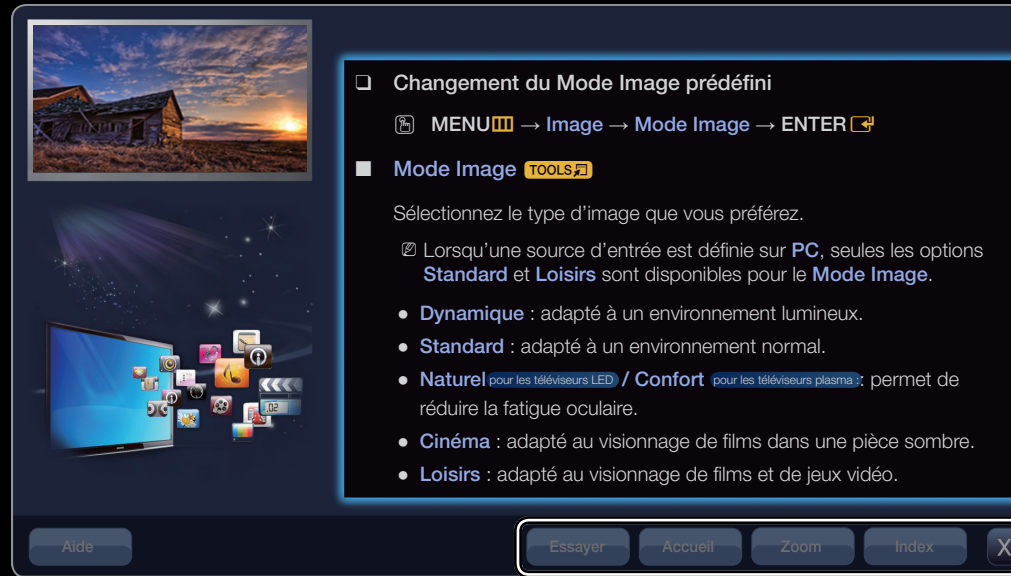 ❑ Changement du Mode Image prédéfini
MENU → Image → Mode Image → ENTER
■ Mode Image TOOLS
Sélectionnez le type d’image que vous préférez.
Lorsqu’une source d’entrée est définie sur PC, seules les options
Standard et Loisirs sont disponibles pour le Mode Image.
● Dynamique : adapté à un environnement lumineux.
● Standard : adapté à un environnement normal.
● Naturel pour les téléviseurs LED / Confort pour les téléviseurs plasma :: permet de
réduire la fatigue oculaire.
● Cinéma : adapté au visionnage de films dans une pièce sombre.
● Loisirs : adapté au visionnage de films et de jeux vidéo.
Aide Essayer Accueil Zoom Index X